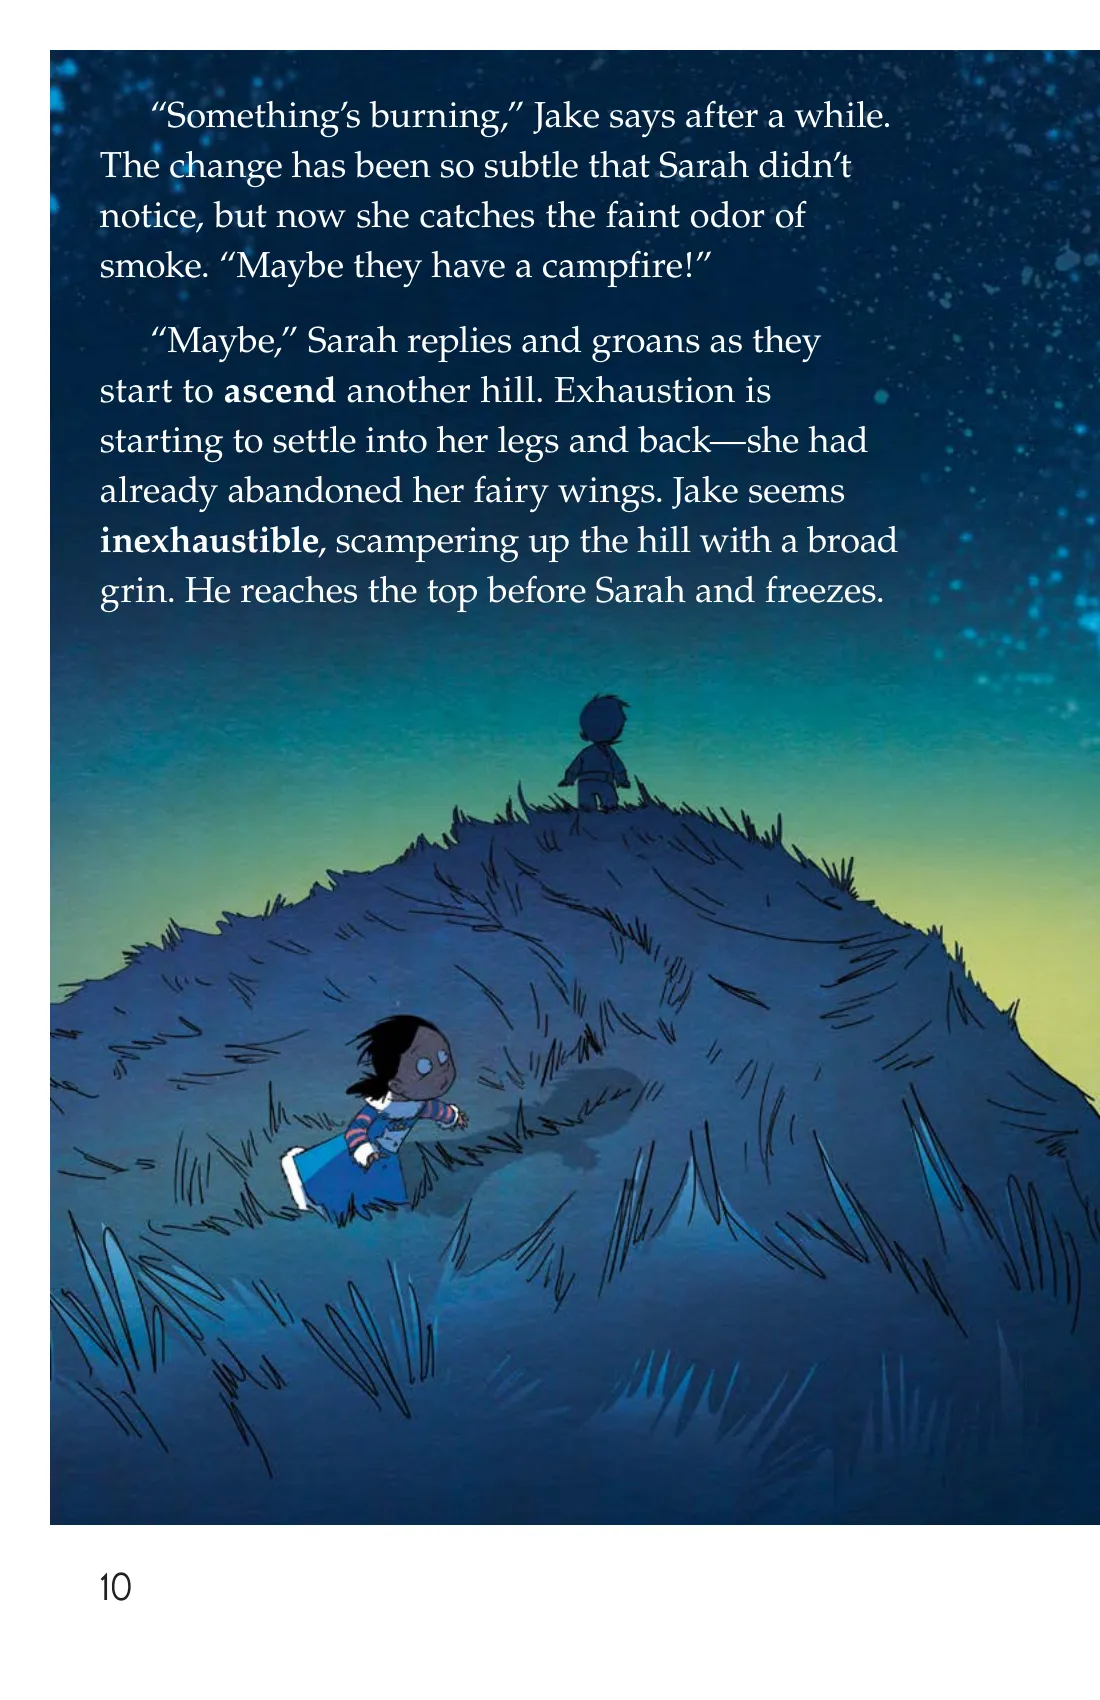 “Something’s burning,” Jake says after a while.
The change has been so subtle that Sarah didn’t
notice, but now she catches the faint odor of
smoke. “Maybe they have a campfire!”
“Maybe,” Sarah replies and groans as they
start to ascend another hill. Exhaustion is
starting to settle into her legs and back—she had
already abandoned her fairy wings. Jake seems
inexhaustible, scampering up the hill with a broad
grin. He reaches the top before Sarah and freezes.
10